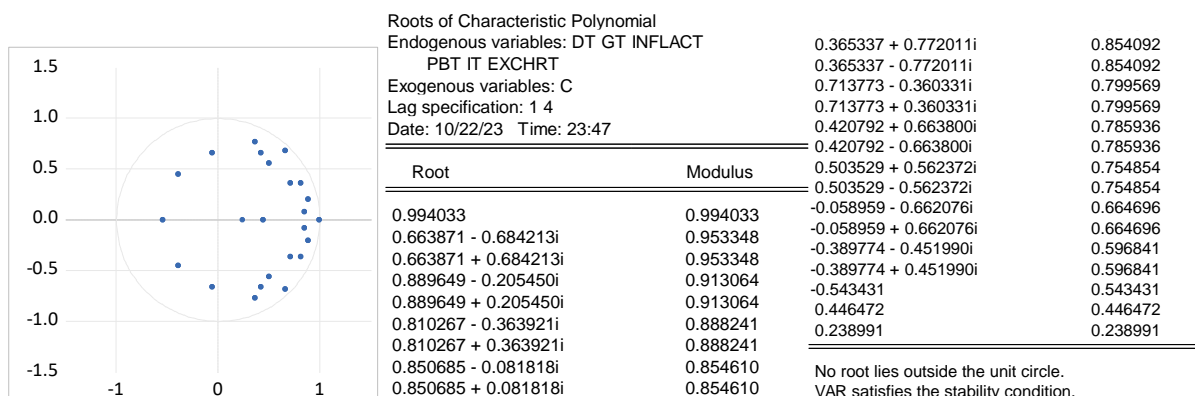 1.5
1.0
0.5
0.0
-0.5
-1.0
-1.5
-1 0 1
Roots of Characteristic Polynomial
Endogenous variables: DT GT INFLACT
PBT IT EXCHRT
Exogenous variables: C
Lag specification: 1 4
Date: 10/22/23 Time: 23:47
Root Modulus
0.994033 0.994033
0.663871 - 0.684213i 0.953348
0.663871 + 0.684213i 0.953348
0.889649 - 0.205450i 0.913064
0.889649 + 0.205450i 0.913064
0.810267 - 0.363921i 0.888241
0.810267 + 0.363921i 0.888241
0.850685 - 0.081818i 0.854610
0.850685 + 0.081818i 0.854610
0.365337 + 0.772011i 0.854092
0.365337 - 0.772011i 0.854092
0.713773 - 0.360331i 0.799569
0.713773 + 0.360331i 0.799569
0.420792 + 0.663800i 0.785936
0.420792 - 0.663800i 0.785936
0.503529 + 0.562372i 0.754854
0.503529 - 0.562372i 0.754854
-0.058959 - 0.662076i 0.664696
-0.058959 + 0.662076i 0.664696
-0.389774 - 0.451990i 0.596841
-0.389774 + 0.451990i 0.596841
-0.543431 0.543431
0.446472 0.446472
0.238991 0.238991
No root lies outside the unit circle.
VAR satisfies the stability condition.